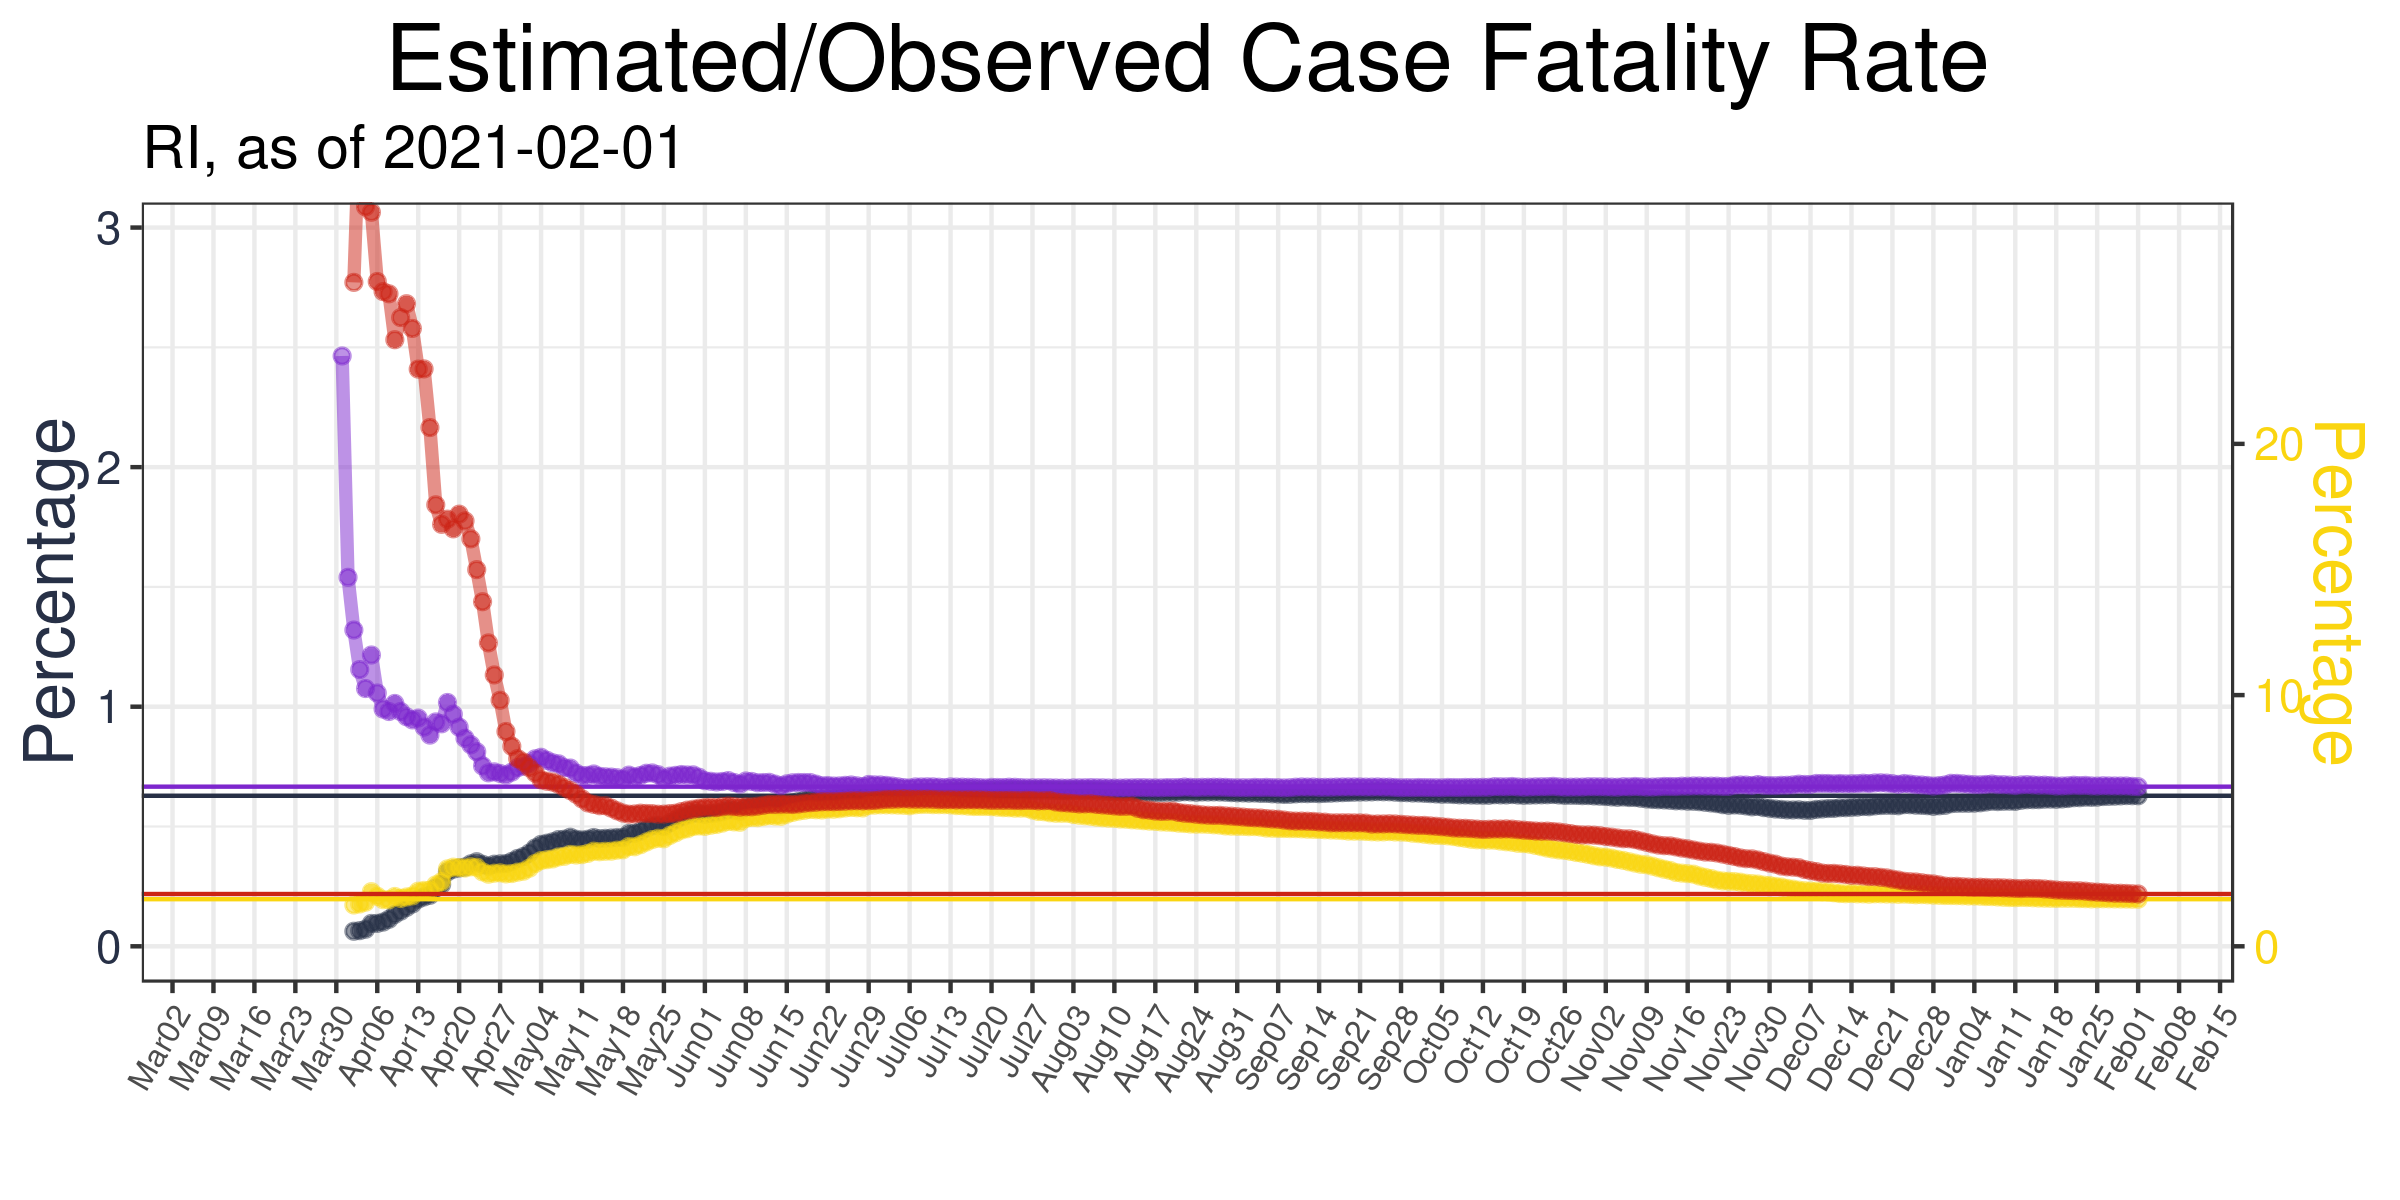 Estimated/Observed Case Fatality Rate
RI, as of 2021-02-01
Percentage
3
2
1
0
20
10
0
Percentage
Mar02
Mar09
Mar16
Mar23
Mar30
Apr06
Apr13
Apr20
Apr27
May04
May11
May18
May25
Jun01
Jun08
Jun15
Jun22
Jun29
Jul06
Jul13
Jul20
Jul27
Aug03
Aug10
Aug17
Aug24
Aug31
Sep07
Sep14
Sep21
Sep28
Oct05
Oct12
Oct19
Oct26
Nov02
Nov09
Nov16
Nov23
Nov30
Dec07
Dec14
Dec21
Dec28
Jan04
Jan11
Jan18
Jan25
Feb01
Feb08
Feb15